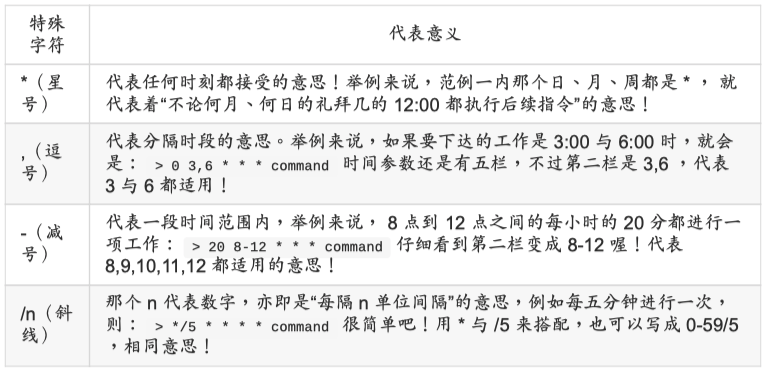 特殊
字符
代表意义
*（星
号）
代表任何时刻都接受的意思！举例来说，范例一内那个日、月、周都是 * ， 就
代表着“不论何月、何日的礼拜几的 12:00 都执行后续指令”的意思！
,（逗
号）
代表分隔时段的意思。举例来说，如果要下达的工作是 3:00 与 6:00 时，就会
是： > 0 3,6 * * * command 时间参数还是有五栏，不过第二栏是 3,6 ，代表
3 与 6 都适用！
-（减
号）
代表一段时间范围内，举例来说， 8 点到 12 点之间的每小时的 20 分都进行一
项工作： > 20 8-12 * * * command 仔细看到第二栏变成 8-12 喔！代表
8,9,10,11,12 都适用的意思！
/n（斜
线）
那个 n 代表数字，亦即是“每隔 n 单位间隔”的意思，例如每五分钟进行一次，
则： > */5 * * * * command 很简单吧！用 * 与 /5 来搭配，也可以写成 0-59/5
，相同意思！